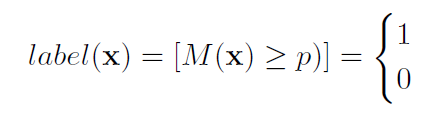 label(x) = [M(x) ≥ p)] = { 1
0